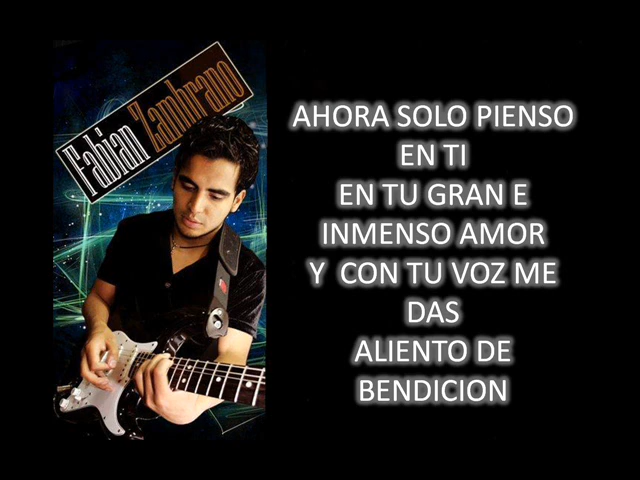 Fabian Zambrano
AHORA SOLO PIENSO
EN TI
EN TU GRAN E
INMENSO AMOR
Y CON TU VOZ ME
DAS
ALIENTO DE
BENDICION